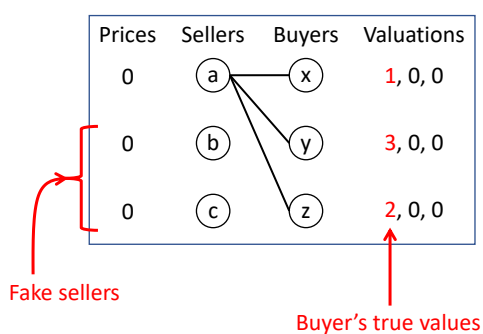 Prices Sellers Buyers Valuations
0 a x 1, 0, 0
0 b y 3, 0, 0
0 c z 2, 0, 0
Fake sellers
Buyer's true values